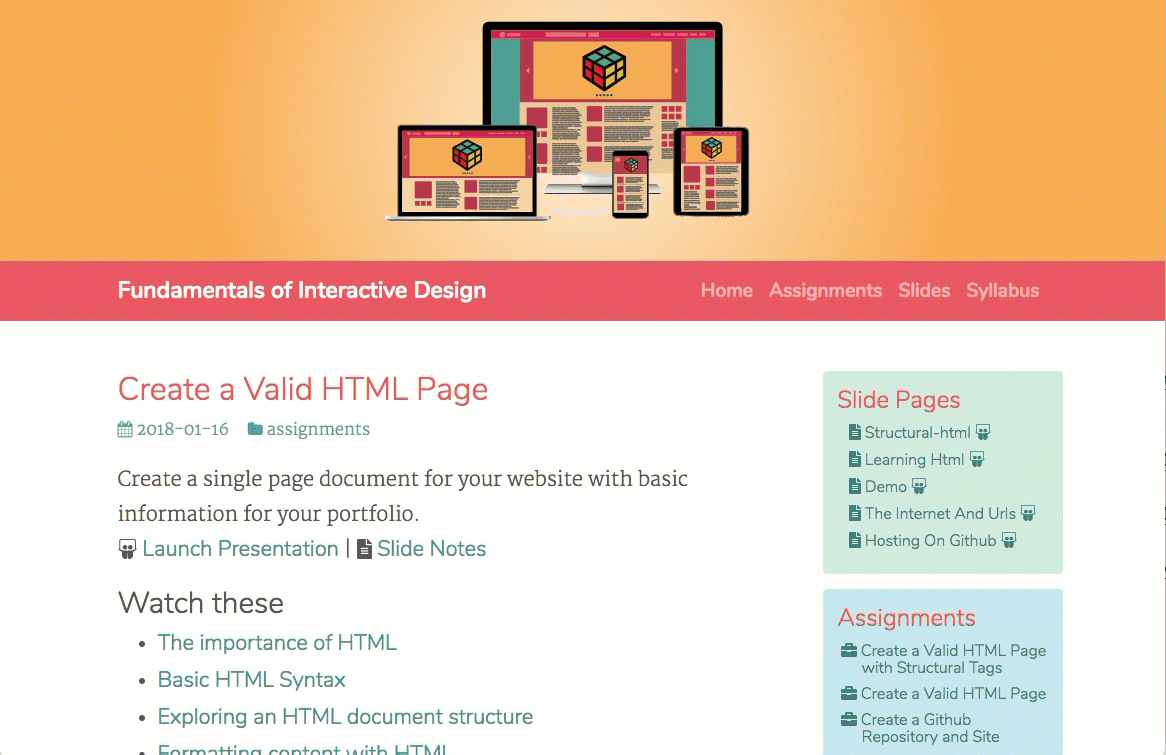 Fundamentals of Interactive Design
Home Assignments Slides Syllabus
Create a Valid HTML Page
2018-01-16 assignments
Create a single page document for your website with basic
information for your portfolio.
Launch Presentation | Slide Notes
Watch these
• The importance of HTML
• Basic HTML Syntax
• Exploring an HTML document structure
• Formatting content with HTML
Slide Pages
Structural-html
Learning Html
Demo
The Internet And Urls
Hosting On Github
Assignments
Create a Valid HTML Page
with Structural Tags
Create a Valid HTML Page
Create a Github
Repository and Site